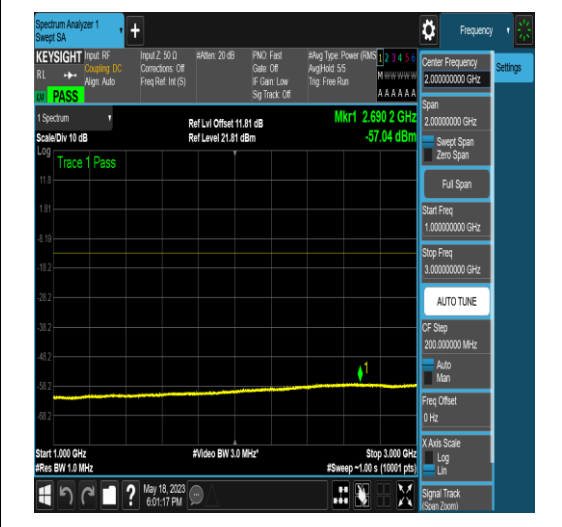 Spectrum Analyzer 1
Swept SA
+
Frequency
KEYSIGHT
Input: RF
Coupling: DC
Align: Auto
RL
PASS
Input Z: 50 Ω
Corrections: Off
Freq Ref: Int (S)
#Atten: 20 dB
PNO: Fast
Gate: Off
IF Gain: Low
Sig Track: Off
#Avg Type: Power (RMS
Avg|Hold: 5/5
Trig: Free Run
1 2 3 4 5 6
M W W W W W
A A A A A A
Center Frequency
2.000000000 GHz
Settings
Span
2.00000000 GHz
Swept Span
Zero Span
Full Span
Start Freq
1.000000000 GHz
Stop Freq
3.000000000 GHz
AUTO TUNE
CF Step
200.000000 MHz
Auto
Man
Freq Offset
0 Hz
X Axis Scale
Log
Lin
Signal Track
(Span Zoom)
1 Spectrum
Scale/Div 10 dB
Ref Lvl Offset 11.81 dB
Ref Level 21.81 dBm
Mkr1 2.690 2 GHz
-57.04 dBm
Log
Trace 1 Pass
11.8
1.81
-8.19
-18.2
-28.2
-38.2
-48.2
-58.2
-68.2
1
Start 1.000 GHz
#Res BW 1.0 MHz
#Video BW 3.0 MHz*
Stop 3.000 GHz
#Sweep ~1.00 s (10001 pts)
?
May 18, 2023
6:01:17 PM